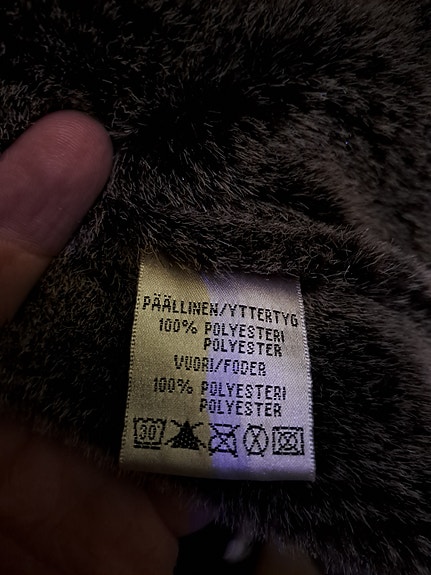 PÄÄLLINEN/YTTERTYG
100% POLYESTERI
POLYESTER
VUORI/FODER
100% POLYESTERI
POLYESTER
30